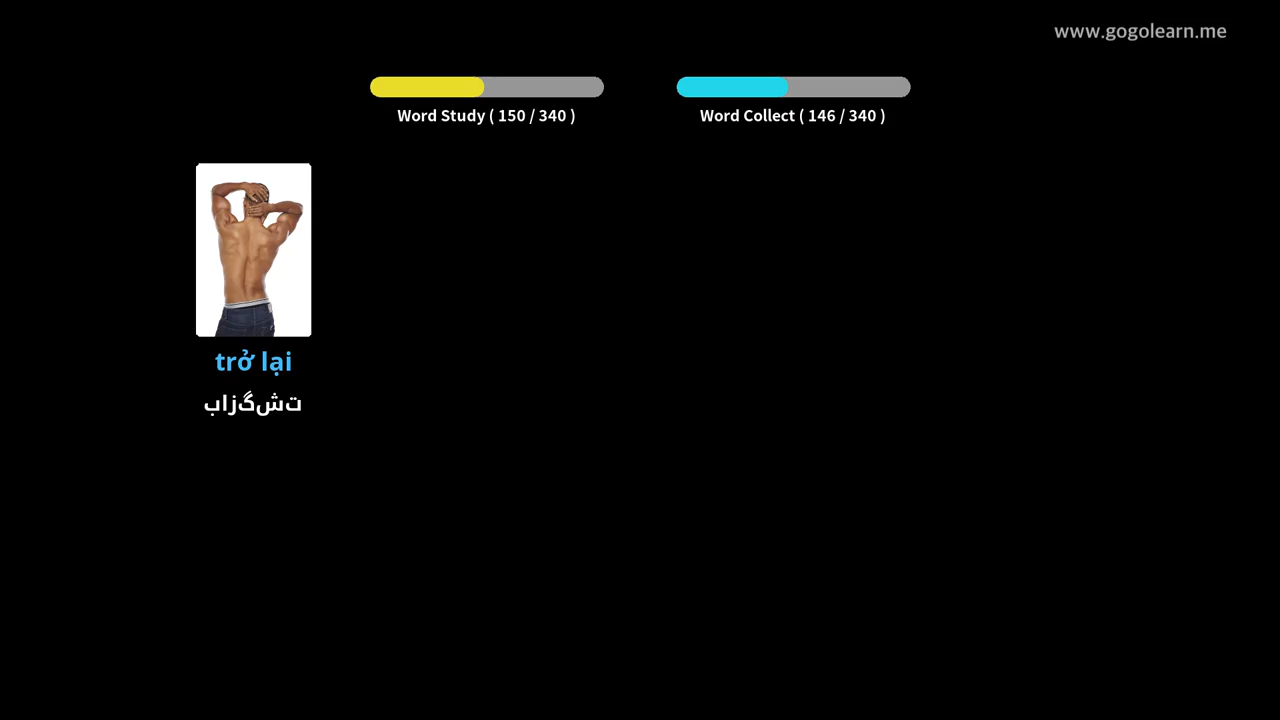 www.gogolearn.me
Word Study ( 150 / 340 )
Word Collect ( 146 / 340 )
trở lại
تشگزاب